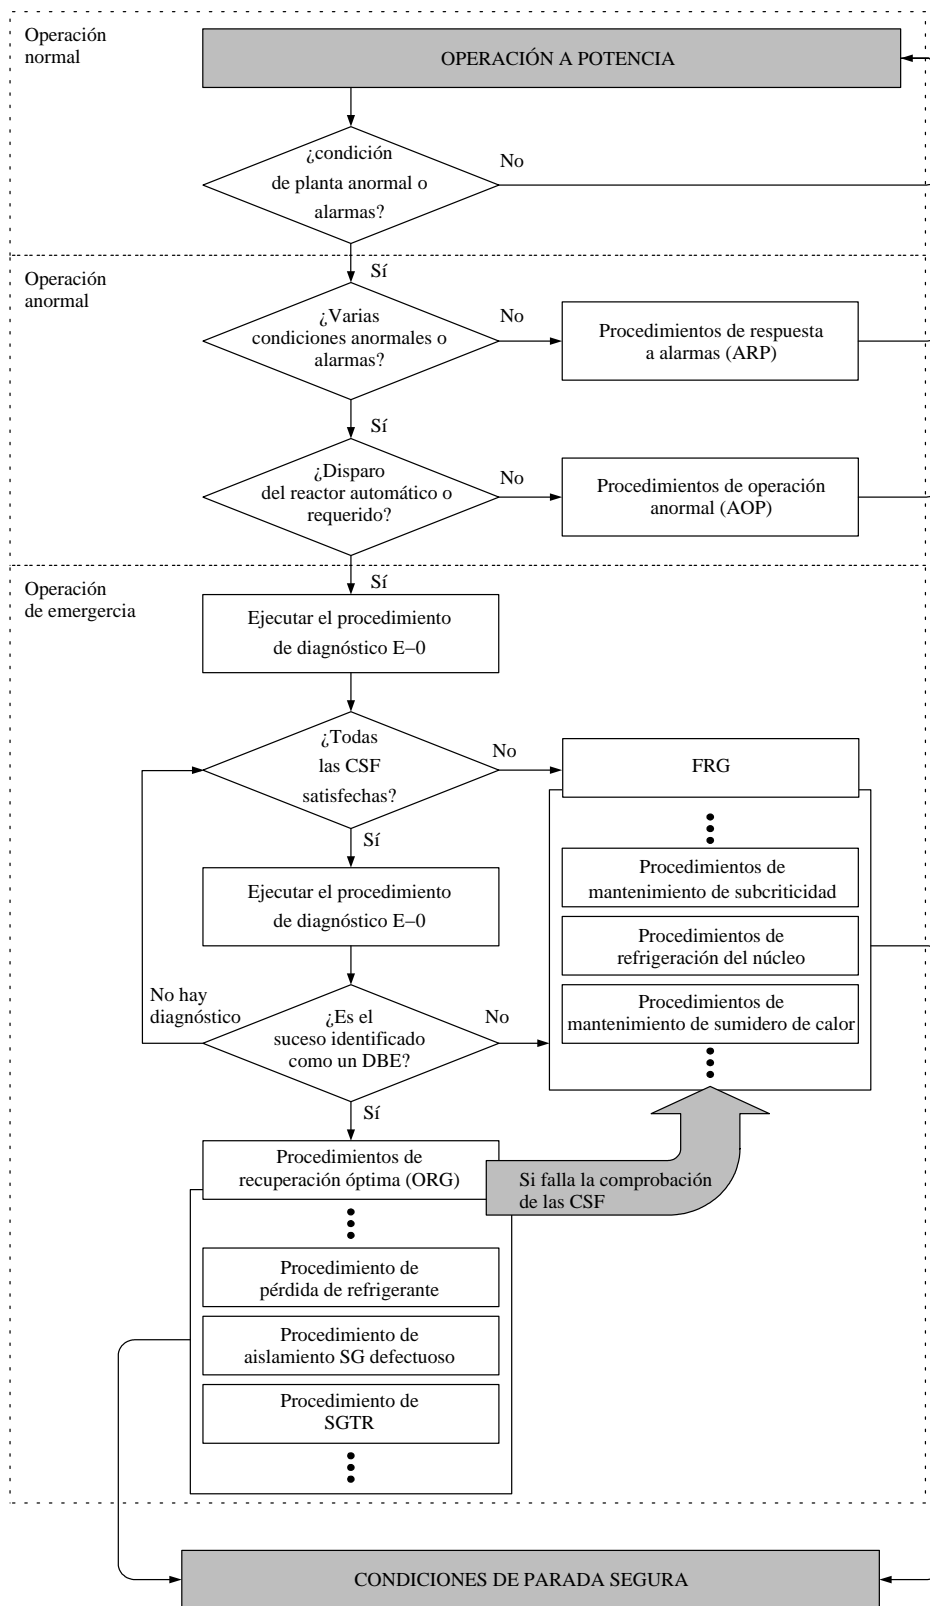 Operación
normal
OPERACIÓN A POTENCIA
¿condición
de planta anormal o
alarmas?
No
Sí
Operación
anormal
¿Varias
condiciones anormales o
alarmas?
No
Procedimientos de respuesta
a alarmas (ARP)
Sí
¿Disparo
del reactor automático o
requerido?
No
Procedimientos de operación
anormal (AOP)
Sí
Operación
de emergencia
Ejecutar el procedimiento
de diagnóstico E−0
¿Todas
las CSF
satisfechas?
No
FRG
Sí
Procedimientos de
mantenimiento de subcriticidad
Ejecutar el procedimiento
de diagnóstico E−0
Procedimientos de
refrigeración del núcleo
No hay
diagnóstico
¿Es el
suceso identificado
como un DBE?
No
Procedimientos de
mantenimiento de sumidero de calor
Sí
Procedimientos de
recuperación óptima (ORG)
Si falla la comprobación
de las CSF
Procedimiento de
pérdida de refrigerante
Procedimiento de
aislamiento SG defectuoso
Procedimiento de
SGTR
CONDICIONES DE PARADA SEGURA